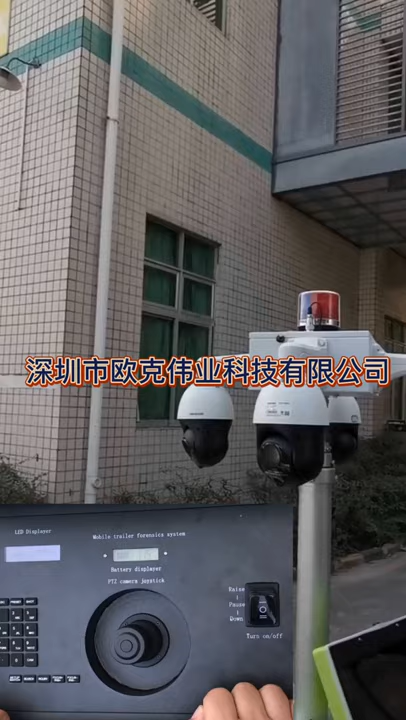 深圳市欧克伟业科技有限公司
LED Displayer
Mobile trailer forensics system
Battery displayer
PTZ camera joystick
Raise
Pause
Down
Turn on/off